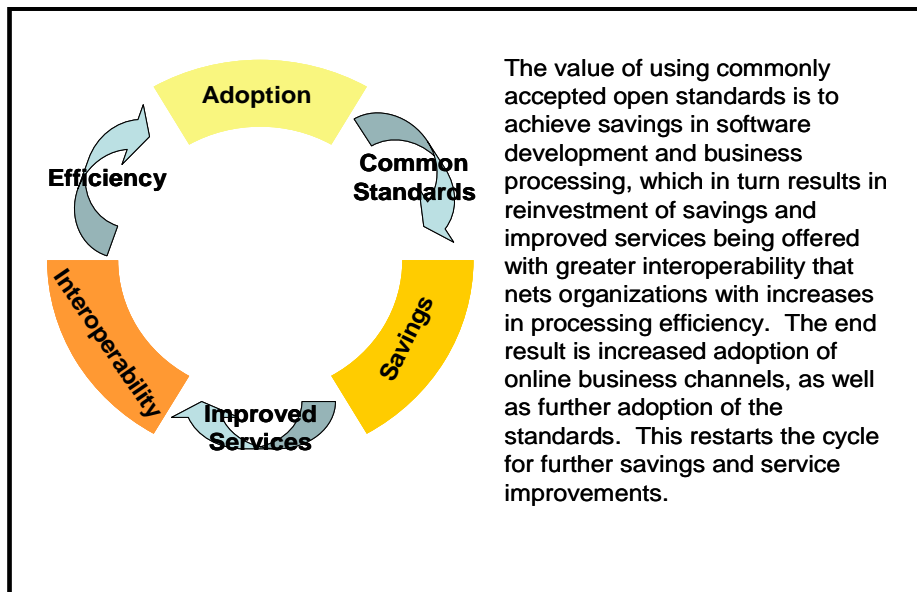 Adoption
Common
Standards
Savings
Improved
Services
Interoperability
Efficiency
The value of using commonly
accepted open standards is to
achieve savings in software
development and business
processing, which in turn results in
reinvestment of savings and
improved services being offered
with greater interoperability that
nets organizations with increases
in processing efficiency.  The end
result is increased adoption of
online business channels, as well
as further adoption of the
standards.  This restarts the cycle
for further savings and service
improvements.